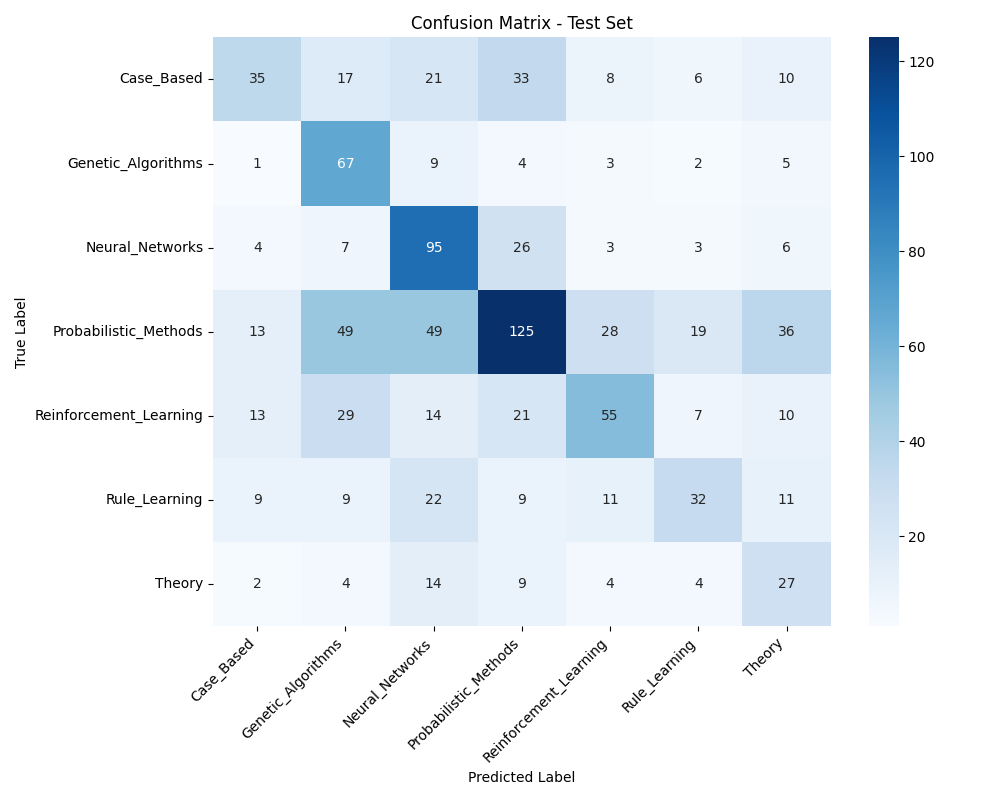 Confusion Matrix - Test Set
True Label
Case_Based 35 17 21 33 8 6 10
Genetic_Algorithms 1 67 9 4 3 2 5
Neural_Networks 4 7 95 26 3 3 6
Probabilistic_Methods 13 49 49 125 28 19 36
Reinforcement_Learning 13 29 14 21 55 7 10
Rule_Learning 9 9 22 9 11 32 11
Theory 2 4 14 9 4 4 27
Case_Based
Genetic_Algorithms
Neural_Networks
Probabilistic_Methods
Reinforcement_Learning
Rule_Learning
Theory
Predicted Label
120
100
80
60
40
20